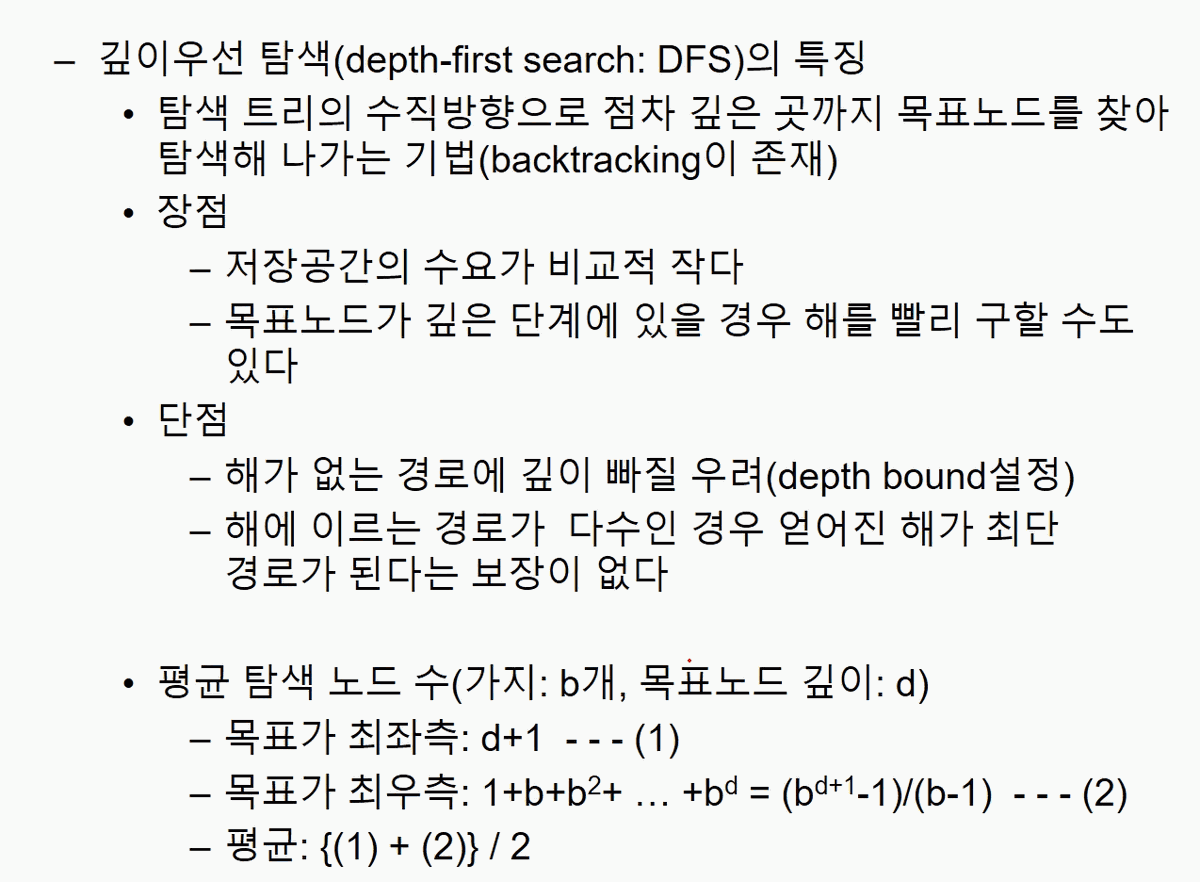 – 깊이우선 탐색(depth-first search: DFS)의 특징
• 탐색 트리의 수직방향으로 점차 깊은 곳까지 목표노드를 찾아
탐색해 나가는 기법(backtracking이 존재)
• 장점
– 저장공간의 수요가 비교적 작다
– 목표노드가 깊은 단계에 있을 경우 해를 빨리 구할 수도
있다
• 단점
– 해가 없는 경로에 깊이 빠질 우려(depth bound설정)
– 해에 이르는 경로가  다수인 경우 얻어진 해가 최단
경로가 된다는 보장이 없다
• 평균 탐색 노드 수(가지: b개, 목표노드 깊이: d)
– 목표가 최좌측: d+1  - - - (1)
– 목표가 최우측: 1+b+b²+ … +bᵈ = (bᵈ⁺¹-1)/(b-1)  - - - (2)
– 평균: {(1) + (2)} / 2